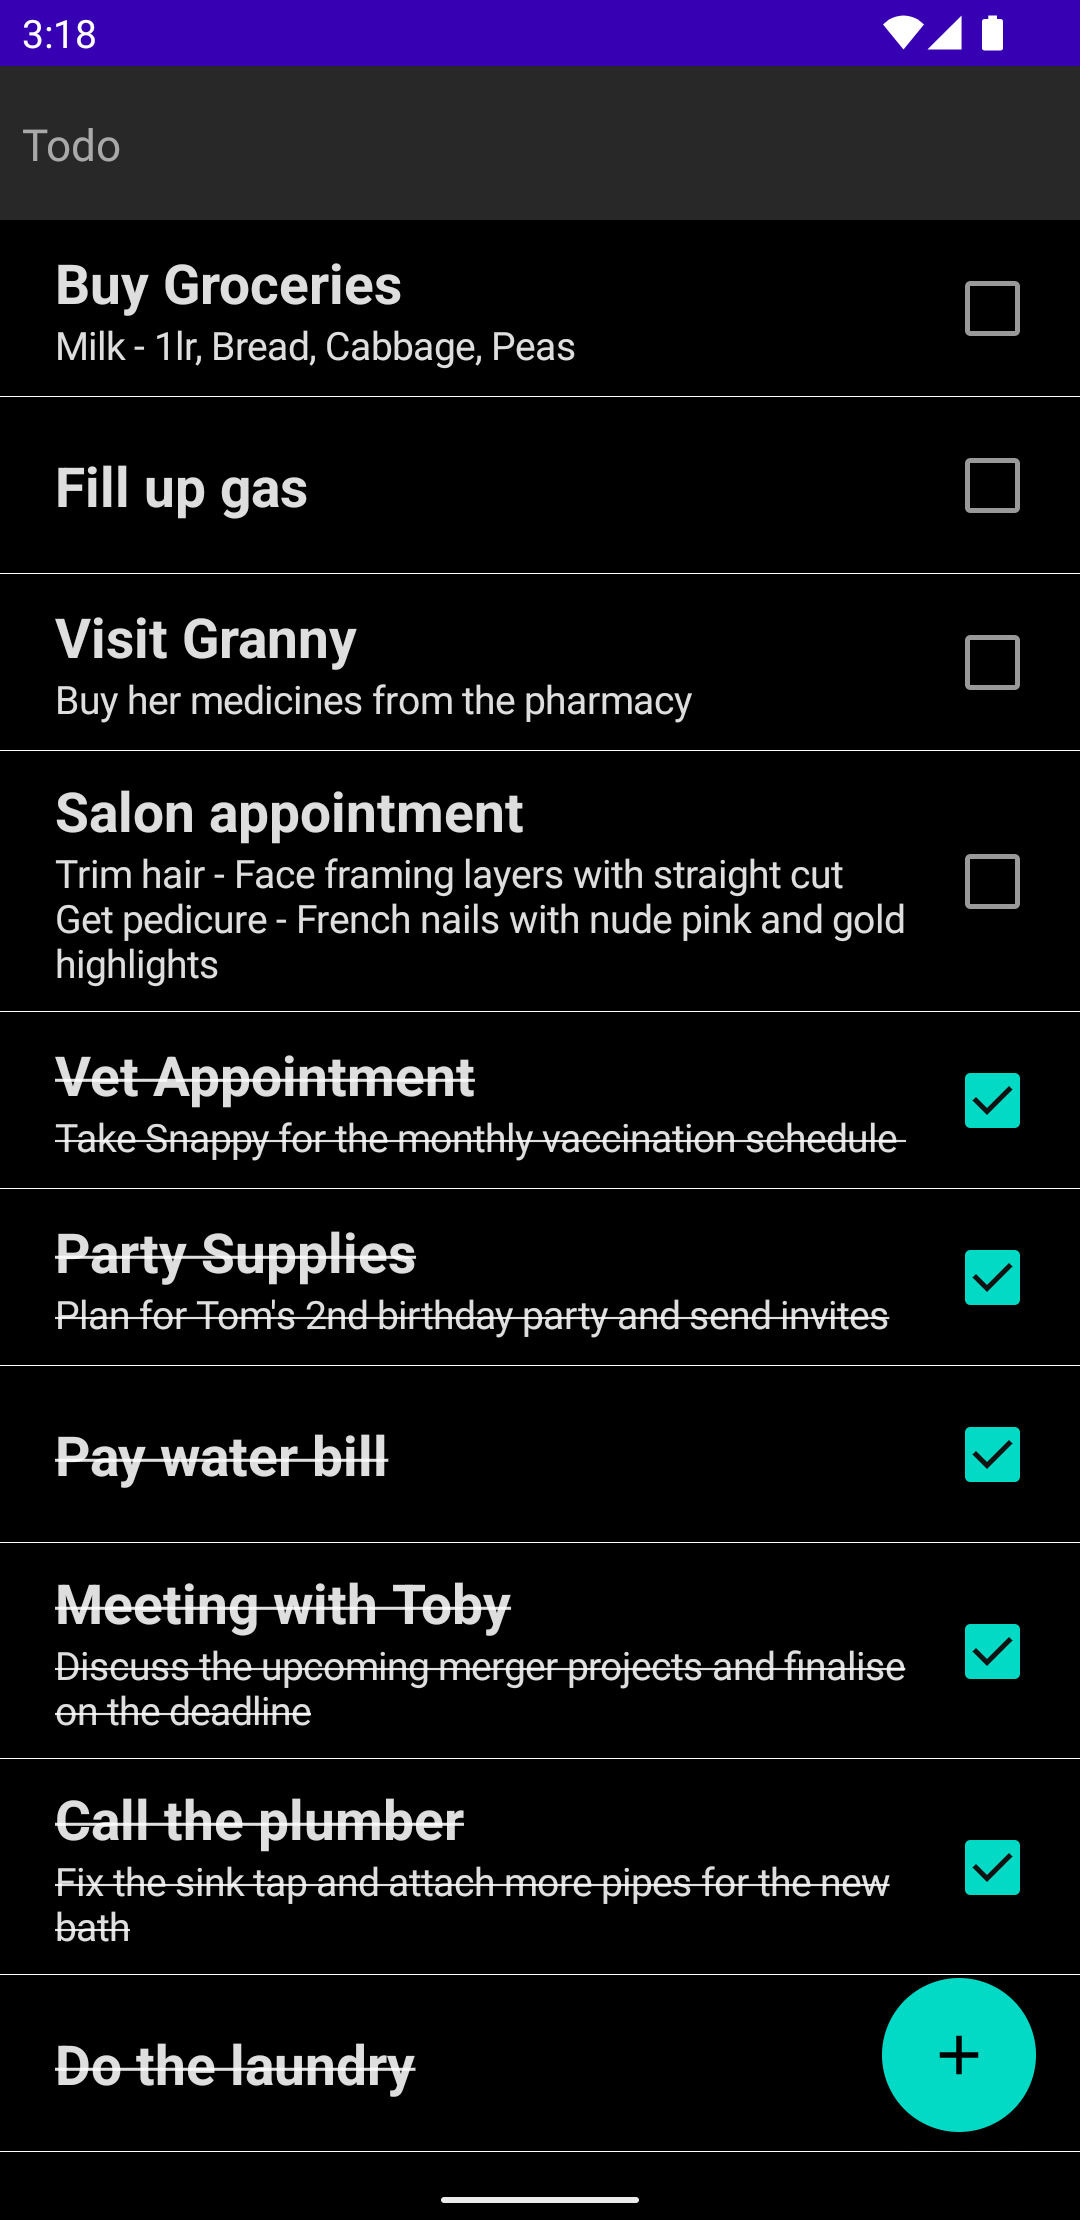 3:18
Todo
Buy Groceries
Milk - 1lr, Bread, Cabbage, Peas
Fill up gas
Visit Granny
Buy her medicines from the pharmacy
Salon appointment
Trim hair - Face framing layers with straight cut
Get pedicure - French nails with nude pink and gold
highlights
Vet Appointment
Take Snappy for the monthly vaccination schedule
Party Supplies
Plan for Tom's 2nd birthday party and send invites
Pay water bill
Meeting with Toby
Discuss the upcoming merger projects and finalise
on the deadline
Call the plumber
Fix the sink tap and attach more pipes for the new
bath
Do the laundry